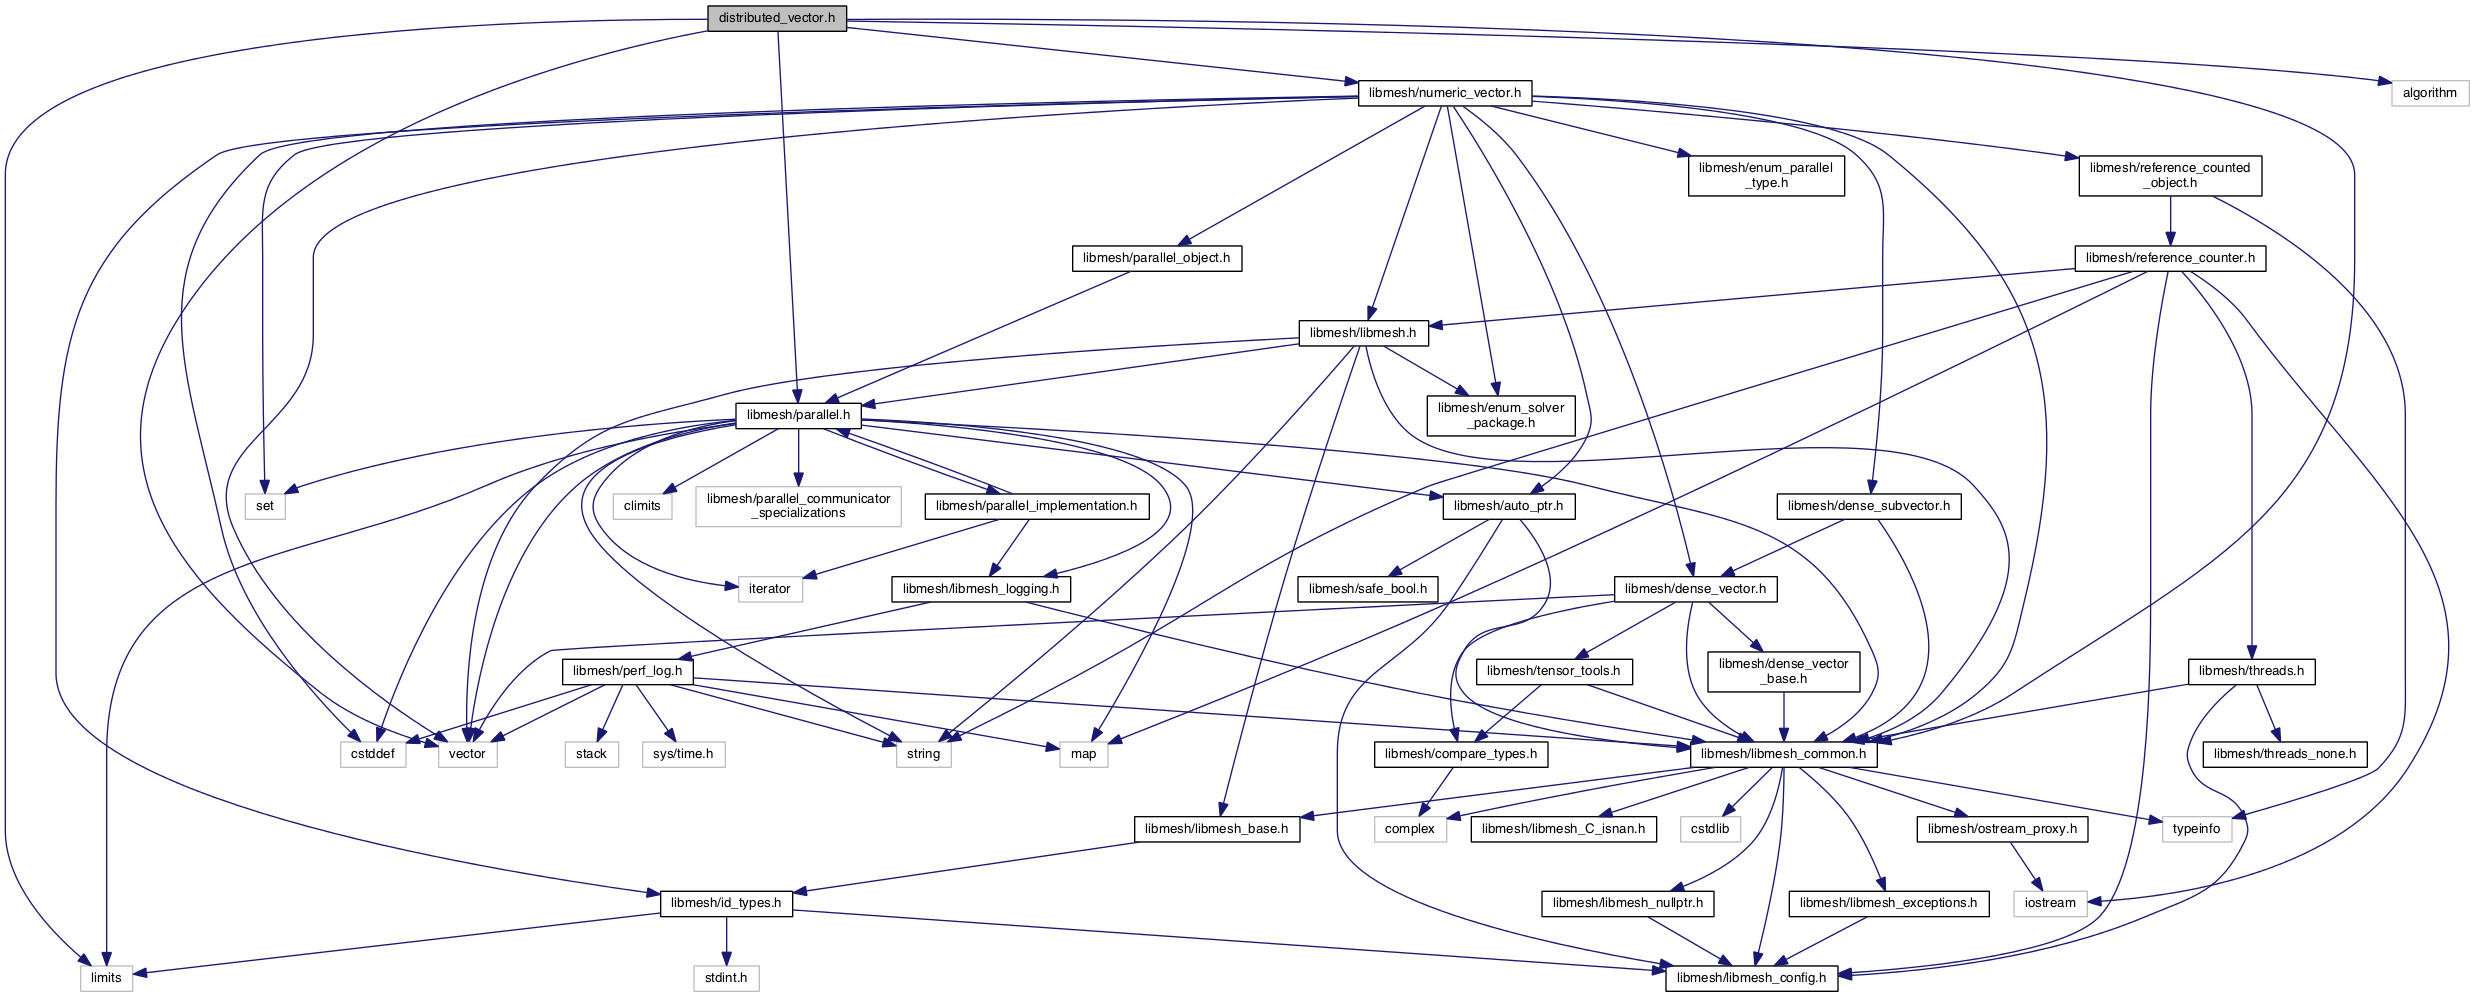 distributed_vector.h
libmesh/numeric_vector.h
algorithm
libmesh/enum_parallel
_type.h
libmesh/reference_counted
_object.h
libmesh/parallel_object.h
libmesh/reference_counter.h
libmesh/libmesh.h
libmesh/parallel.h
libmesh/enum_solver
_package.h
set
climits
libmesh/parallel_communicator
_specializations
libmesh/parallel_implementation.h
libmesh/auto_ptr.h
libmesh/dense_subvector.h
iterator
libmesh/libmesh_logging.h
libmesh/safe_bool.h
libmesh/dense_vector.h
libmesh/perf_log.h
libmesh/tensor_tools.h
libmesh/dense_vector
_base.h
libmesh/threads.h
cstddef
vector
stack
sys/time.h
string
map
libmesh/compare_types.h
libmesh/libmesh_common.h
libmesh/threads_none.h
libmesh/libmesh_base.h
complex
libmesh/libmesh_C_isnan.h
cstdlib
libmesh/ostream_proxy.h
typeinfo
libmesh/id_types.h
libmesh/libmesh_nullptr.h
libmesh/libmesh_exceptions.h
iostream
limits
stdint.h
libmesh/libmesh_config.h